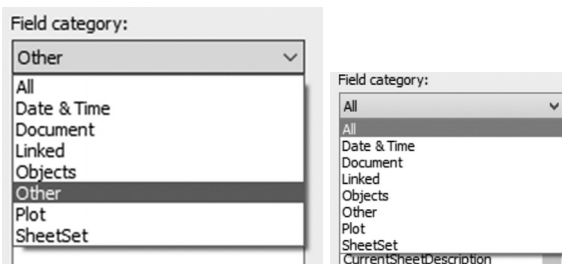 Field category:
Other
All
Date & Time
Document
Linked
Objects
Other
Plot
SheetSet
Field category:
All
All
Date & Time
Document
Linked
Objects
Other
Plot
SheetSet
CurrentSheetDescription